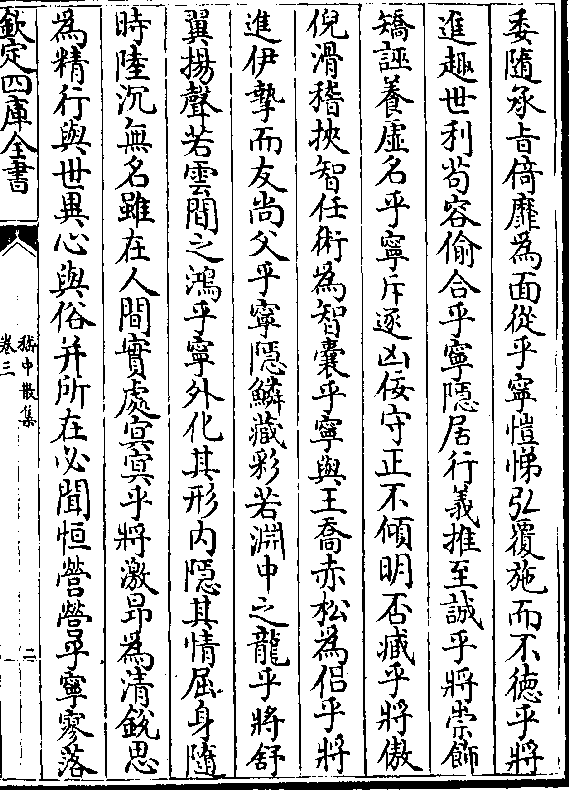 委隨承旨倚靡為面從乎寧愷悌弘覆施而不徳乎將
進趣世利苟容偷合乎寧隱居行義推至誠乎將崇飾
矯誣養虛名乎寧斥逐凶佞守正不傾明否臧乎將傲
倪滑稽挾智任術為智囊乎寧與王喬赤松為侣乎將
進伊摯而友尚父乎寧隱鱗藏彩若淵中之龍乎將舒
翼揚聲若雲間之鴻乎寧外化其形内隱其情屈身隨
時陸沉無名雖在人間實處冥冥乎將激昻為清銳思
為精行與世異心與俗并所在必聞恒營營乎寧寥落
欽定四庫全書
嵇中散集
卷三
二